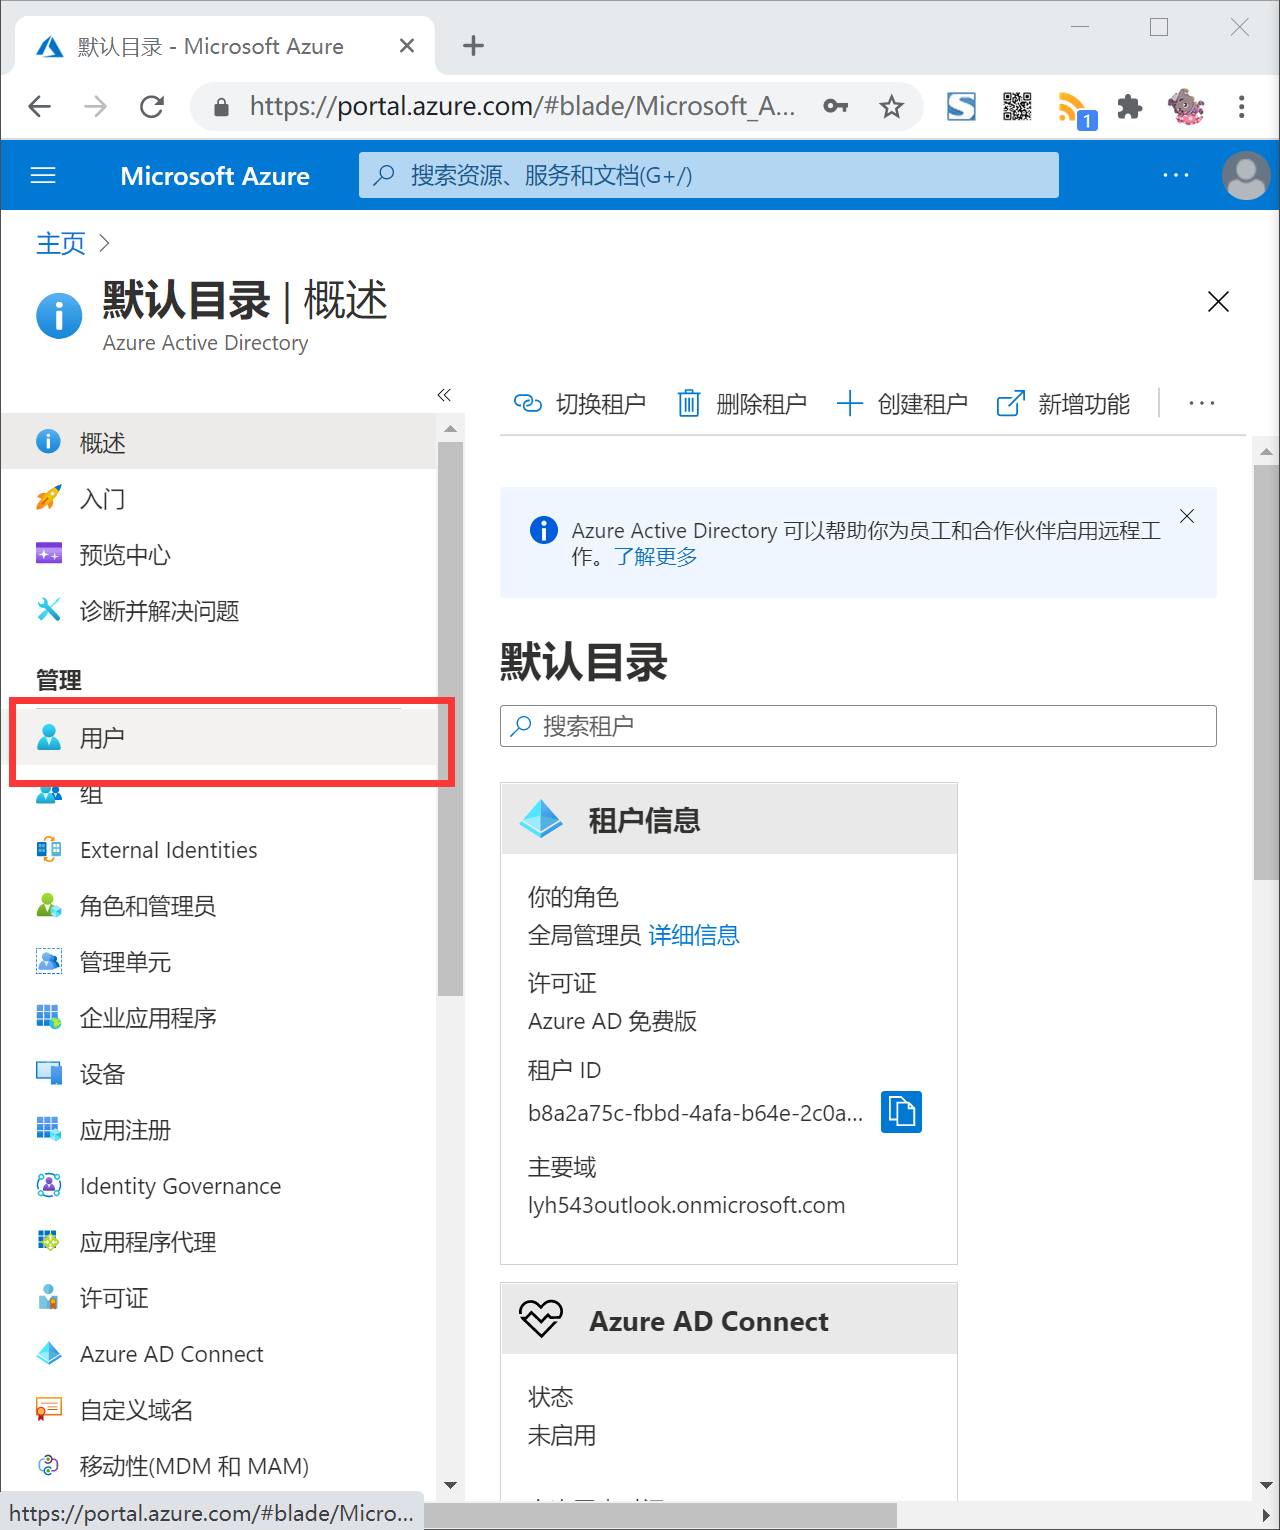 默认目录 - Microsoft Azure
https://portal.azure.com/#blade/Microsoft_A...
1
Microsoft Azure
搜索资源、服务和文档(G+/)
主页
默认目录 | 概述
Azure Active Directory
概述
入门
预览中心
诊断并解决问题
管理
用户
组
External Identities
角色和管理员
管理单元
企业应用程序
设备
应用注册
Identity Governance
应用程序代理
许可证
Azure AD Connect
自定义域名
移动性(MDM 和 MAM)
切换租户
删除租户
创建租户
新增功能
Azure Active Directory 可以帮助你为员工和合作伙伴启用远程工
作。了解更多
默认目录
搜索租户
租户信息
你的角色
全局管理员 详细信息
许可证
Azure AD 免费版
租户 ID
b8a2a75c-fbbd-4afa-b64e-2c0a...
主要域
lyh543outlook.onmicrosoft.com
Azure AD Connect
状态
未启用
https://portal.azure.com/#blade/Micro...